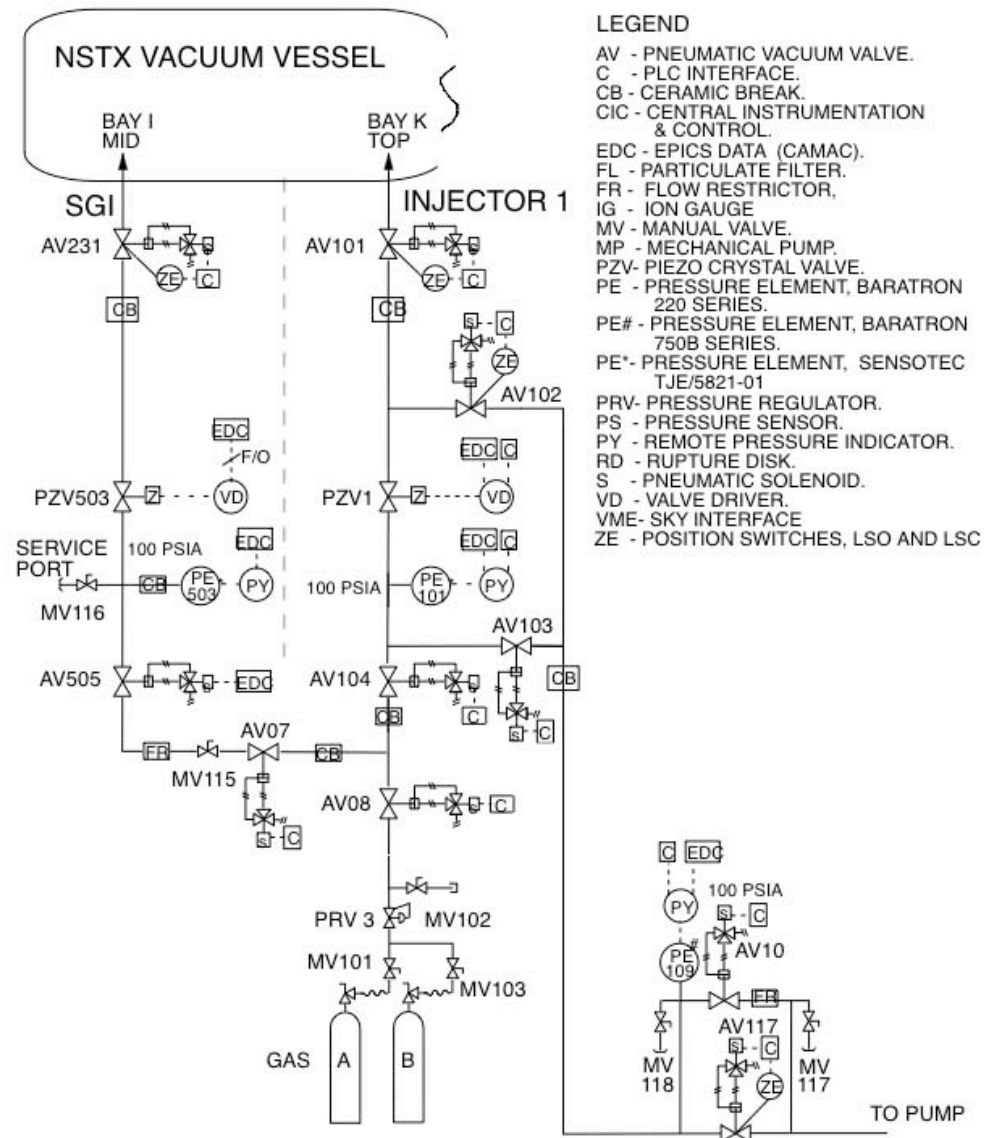 NSTX VACUUM VESSEL
BAY I
MID
BAY K
TOP
SGI
INJECTOR 1
AV231
ZE
C
AV101
ZE
C
CB
CB
S
C
ZE
AV102
EDC
F/O
PZV503
Z
VD
EDC
C
PZV1
Z
VD
SERVICE
PORT
100 PSIA
EDC
MV116
CB
PE
503
PY
100 PSIA
EDC
C
PE
101
PY
AV103
S
C
CB
AV505
S
EDC
AV104
S
C
CB
AV07
FR
MV115
CB
S
C
AV08
S
C
PRV 3
MV102
MV101
MV103
GAS
A
B
C
EDC
PY
100 PSIA
S
C
AV10
PE
109
#
FR
AV117
S
C
ZE
MV
118
MV
117
TO PUMP
LEGEND
AV - PNEUMATIC VACUUM VALVE.
C - PLC INTERFACE.
CB - CERAMIC BREAK.
CIC - CENTRAL INSTRUMENTATION
& CONTROL.
EDC - EPICS DATA (CAMAC).
FL - PARTICULATE FILTER.
FR - FLOW RESTRICTOR,
IG - ION GAUGE
MV - MANUAL VALVE.
MP - MECHANICAL PUMP.
PZV- PIEZO CRYSTAL VALVE.
PE - PRESSURE ELEMENT, BARATRON
220 SERIES.
PE# - PRESSURE ELEMENT, BARATRON
750B SERIES.
PE*- PRESSURE ELEMENT, SENSOTEC
TJE/5821-01
PRV- PRESSURE REGULATOR.
PS - PRESSURE SENSOR.
PY - REMOTE PRESSURE INDICATOR.
RD - RUPTURE DISK.
S - PNEUMATIC SOLENOID.
VD - VALVE DRIVER.
VME- SKY INTERFACE
ZE - POSITION SWITCHES, LSO AND LSC